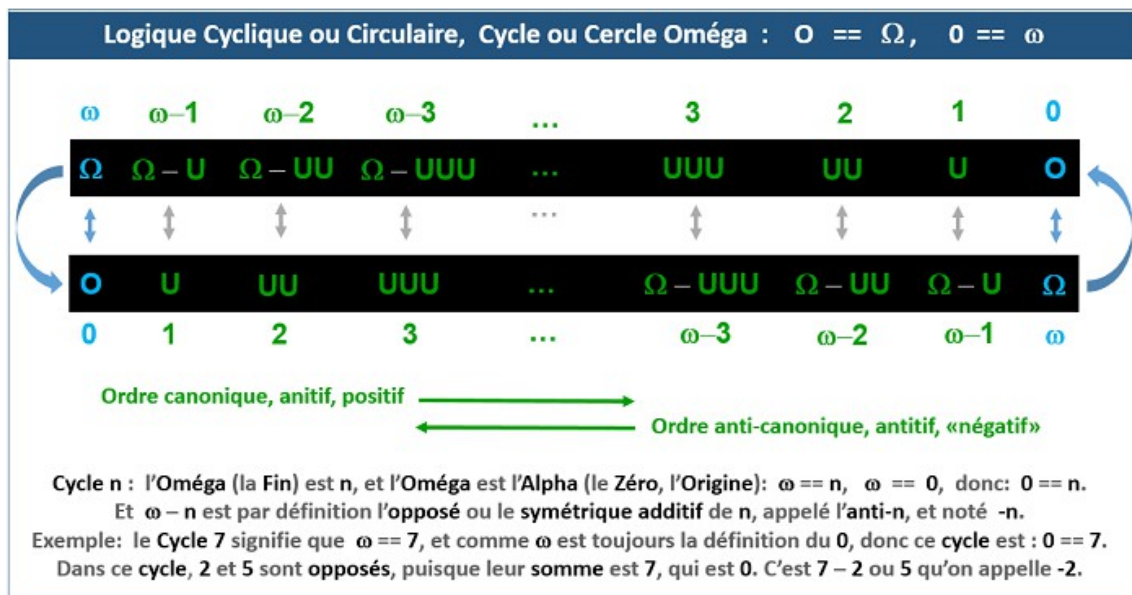 Logique Cyclique ou Circulaire, Cycle ou Cercle Oméga : O == Ω, 0 == ω
ω ω–1 ω–2 ω–3 ... 3 2 1 0
Ω Ω – U Ω – UU Ω – UUU ... UUU UU U O
...
O U UU UUU ... Ω – UUU Ω – UU Ω – U Ω
0 1 2 3 ... ω–3 ω–2 ω–1 ω
Ordre canonique, anitif, positif
Ordre anti-canonique, antitif, «négatif»
Cycle n : l’Oméga (la Fin) est n, et l’Oméga est l’Alpha (le Zéro, l’Origine): ω == n, ω == 0, donc: 0 == n.
Et ω – n est par définition l’opposé ou le symétrique additif de n, appelé l’anti-n, et noté -n.
Exemple: le Cycle 7 signifie que ω == 7, et comme ω est toujours la définition du 0, donc ce cycle est : 0 == 7.
Dans ce cycle, 2 et 5 sont opposés, puisque leur somme est 7, qui est 0. C’est 7 – 2 ou 5 qu’on appelle -2.